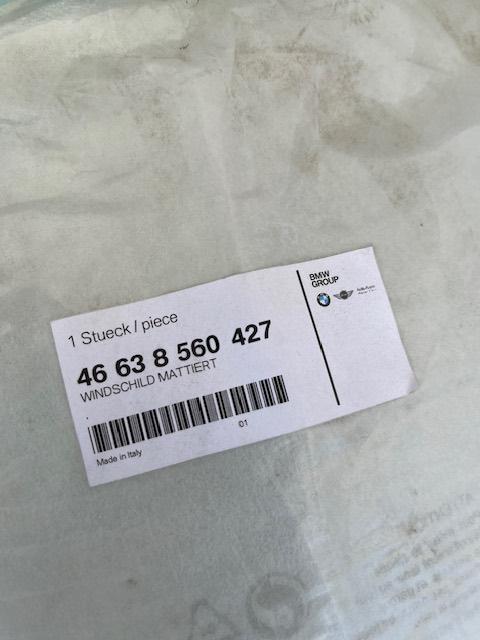 1 Stueck / piece
46 63 8 560 427
WINDSCHILD MATTIERT
01
Made in Italy
BMW
GROUP